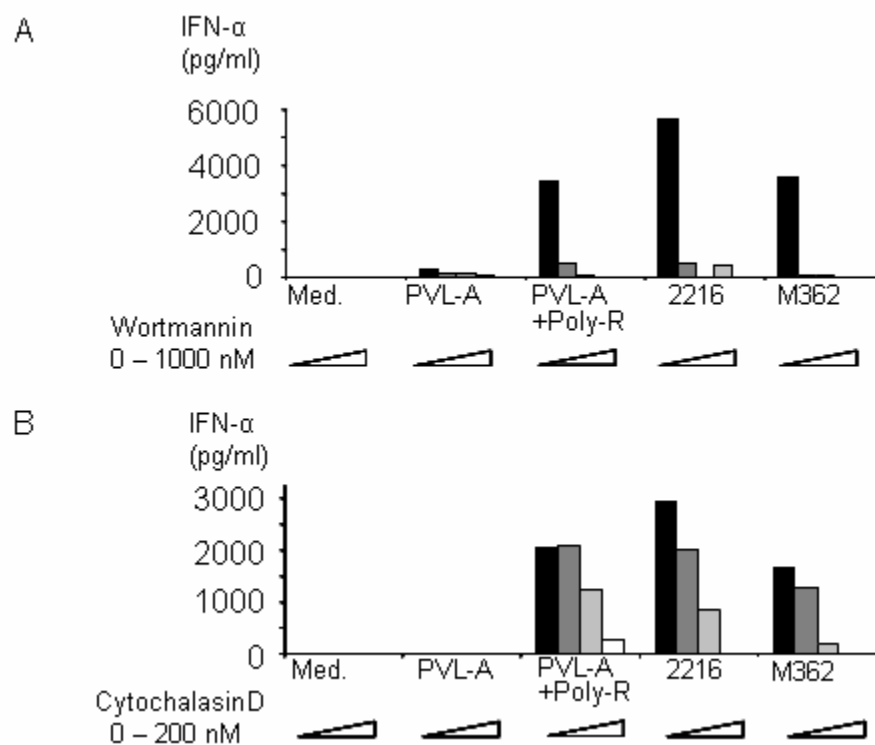 A
IFN-α
(pg/ml)
6000
4000
2000
0
Med. PVL-A PVL-A 2216 M362
+Poly-R
Wortmannin
0 – 1000 nM
B
IFN-α
(pg/ml)
3000
2000
1000
0
Med. PVL-A PVL-A 2216 M362
+Poly-R
Cytochalasin D
0 – 200 nM